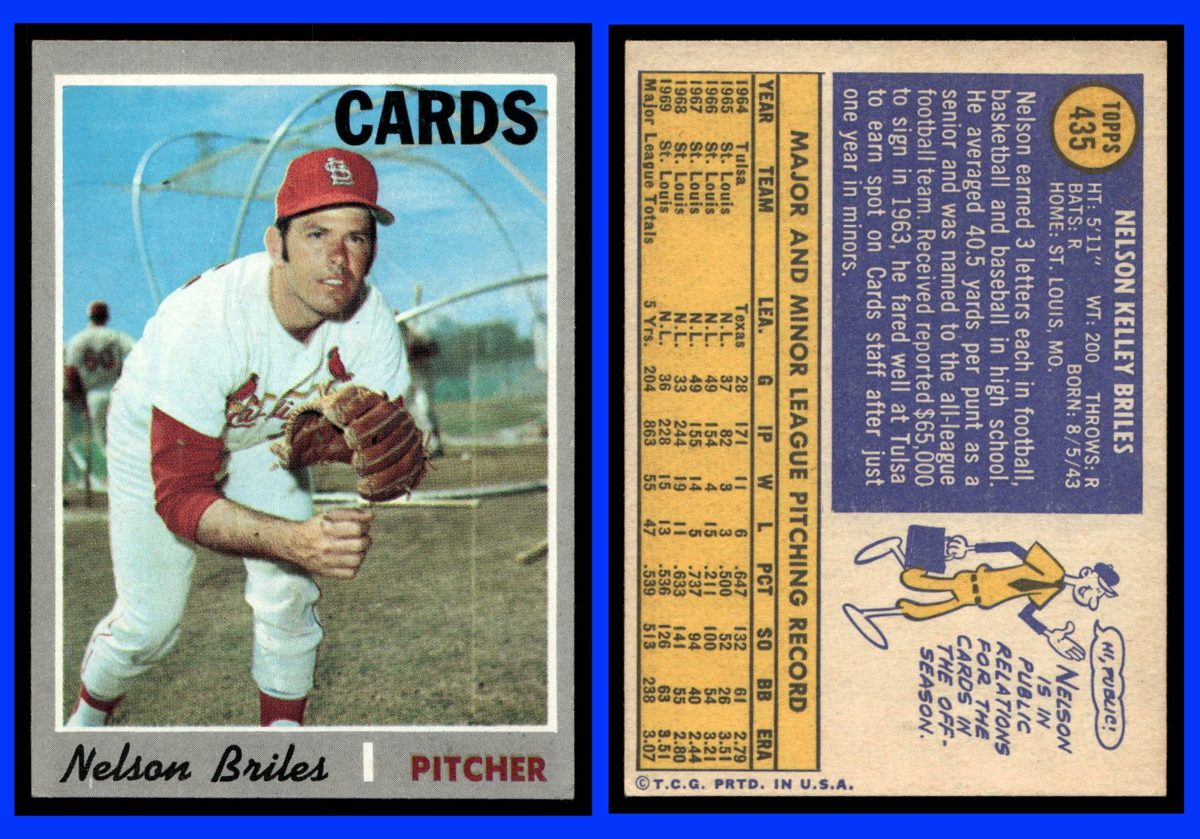 CARDS
Nelson Briles
PITCHER
TOPPS
435
NELSON KELLEY BRILES
HT: 5'11" WT: 200 THROWS: R
BATS: R BORN: 8/5/43
HOME: ST. LOUIS, MO.
Nelson earned 3 letters each in football,
basketball and baseball in high school.
He averaged 40.5 yards per punt as a
senior and was named to the all-league
football team. Received reported $65,000
to sign in 1963, he fared well at Tulsa
to earn spot on Cards staff after just
one year in minors.
HI, PUBLIC!
NELSON
IS IN
PUBLIC
RELATIONS
FOR THE
CARDS IN
THE OFF-
SEASON.
MAJOR AND MINOR LEAGUE PITCHING RECORD
YEAR TEAM LEA. G IP W L PCT SO BB ERA
1964 Tulsa Texas 28 171 11 6 .647 132 61 2.79
1965 St. Louis N.L. 37 82 3 3 .500 52 26 3.51
1966 St. Louis N.L. 49 154 4 15 .211 100 54 3.21
1967 St. Louis N.L. 49 155 14 5 .737 94 40 2.44
1968 St. Louis N.L. 33 244 19 11 .633 141 55 2.80
1969 St. Louis N.L. 36 228 15 13 .536 126 63 3.51
Major League Totals 5 Yrs. 204 863 55 47 .539 513 238 3.07
© T.C.G. PRTD. IN U.S.A.